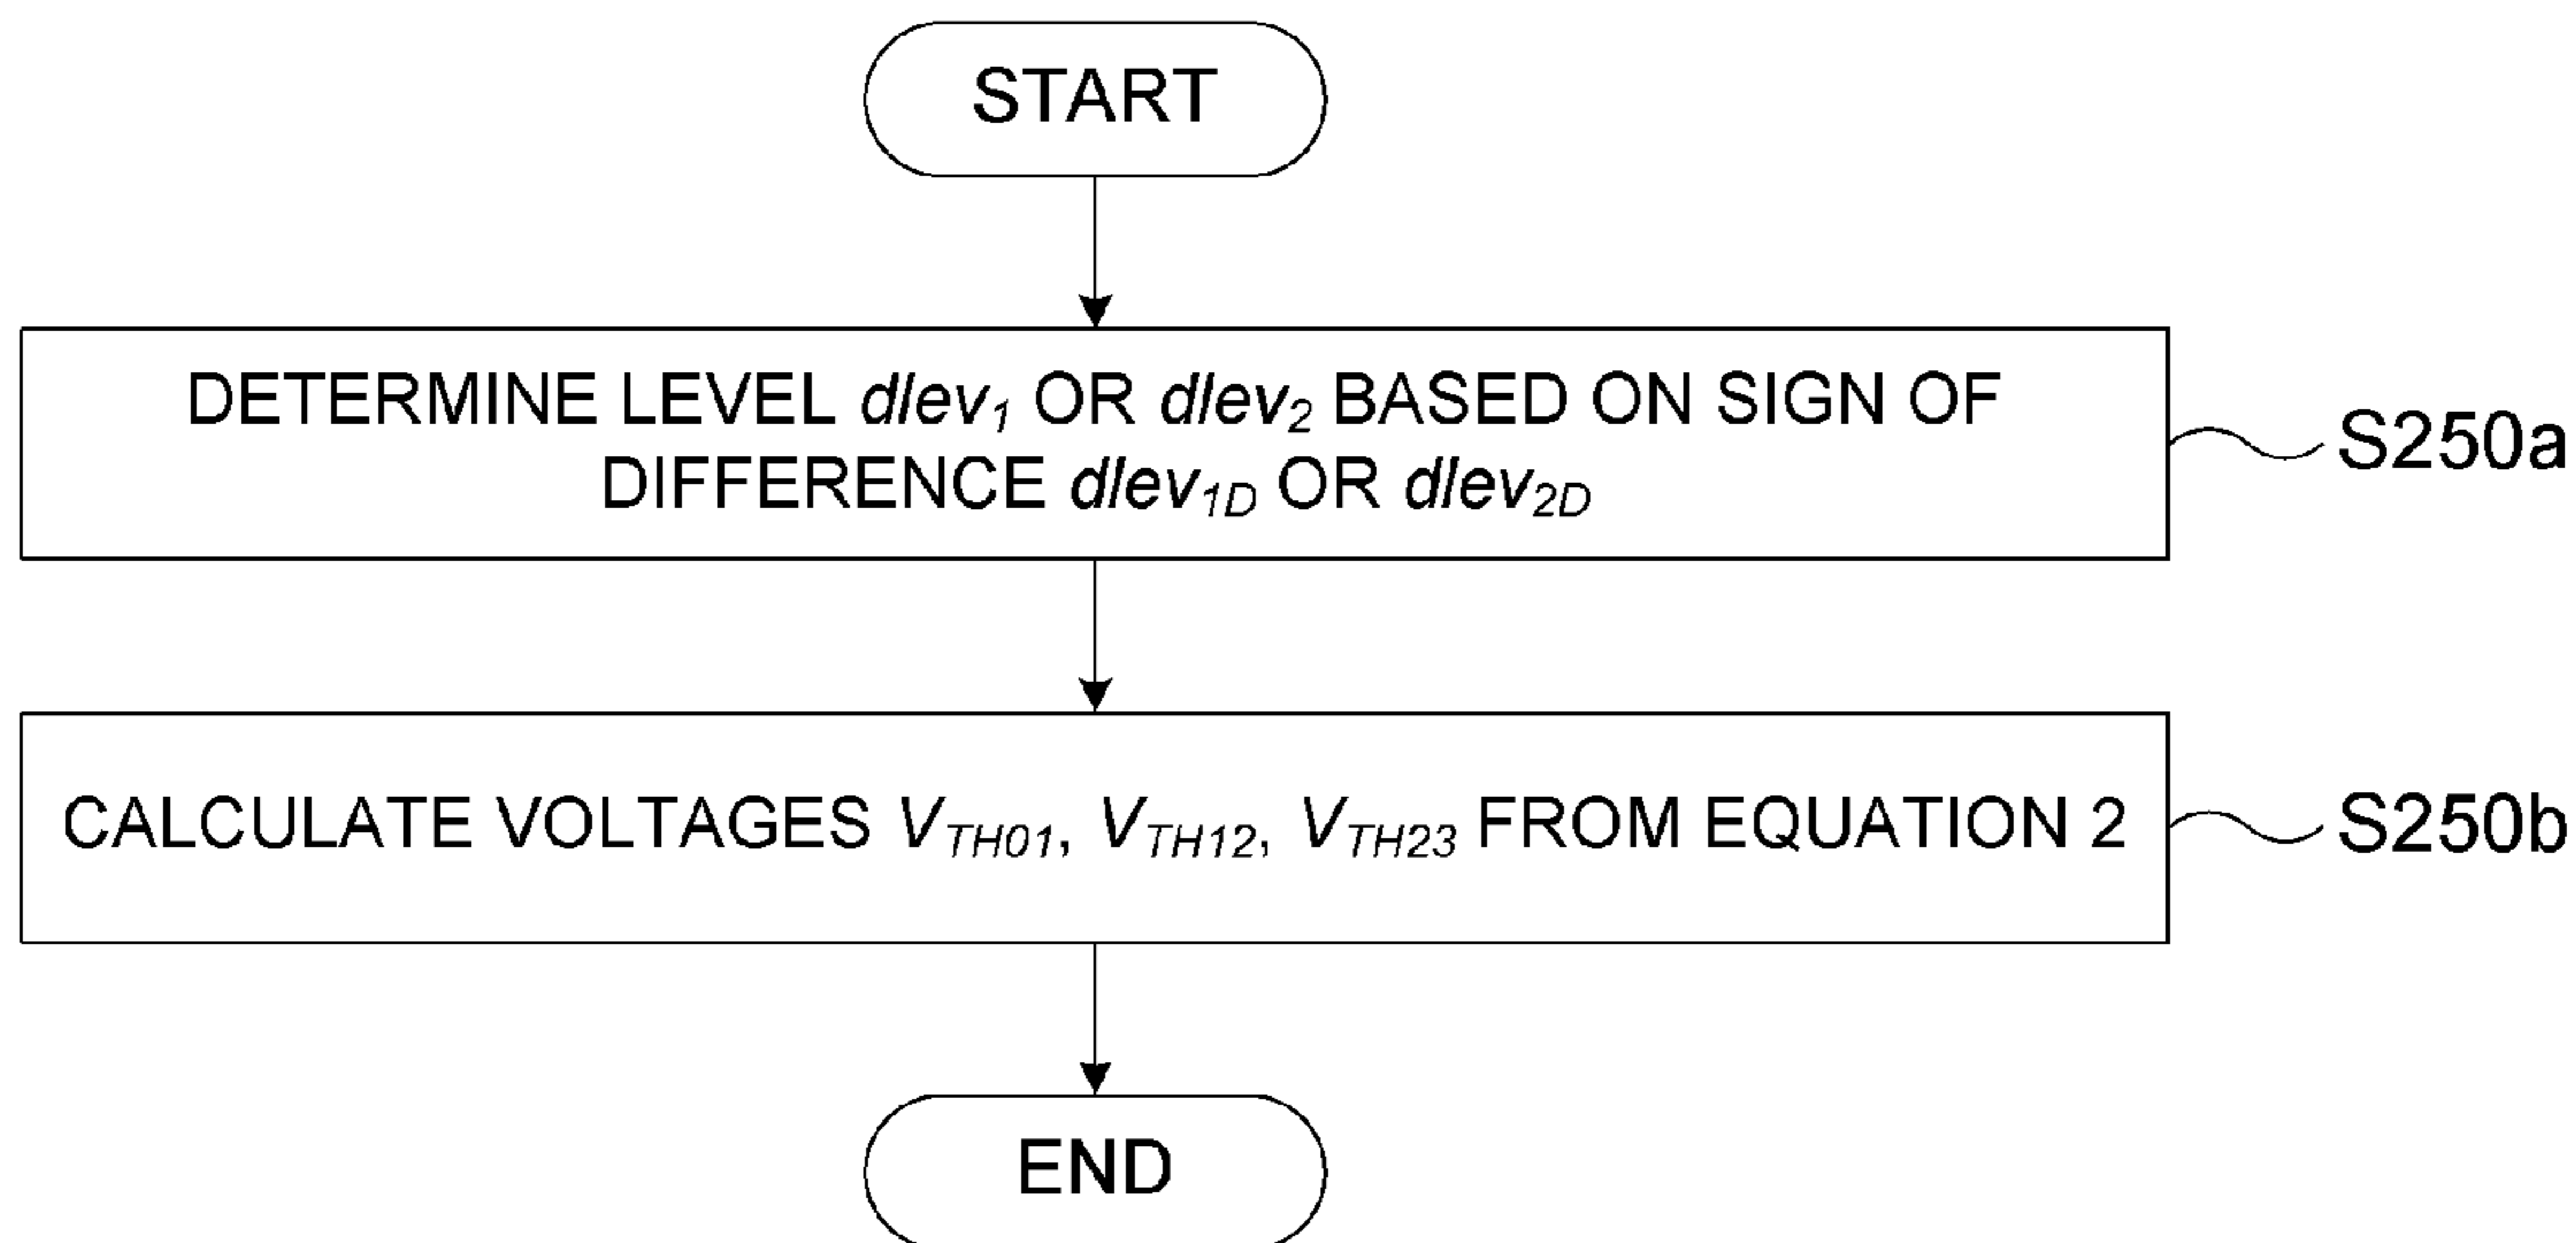 START
DETERMINE LEVEL dlev₁ OR dlev₂ BASED ON SIGN OF
DIFFERENCE dlev₁D OR dlev₂D
S250a
CALCULATE VOLTAGES VTH01, VTH12, VTH23 FROM EQUATION 2
S250b
END